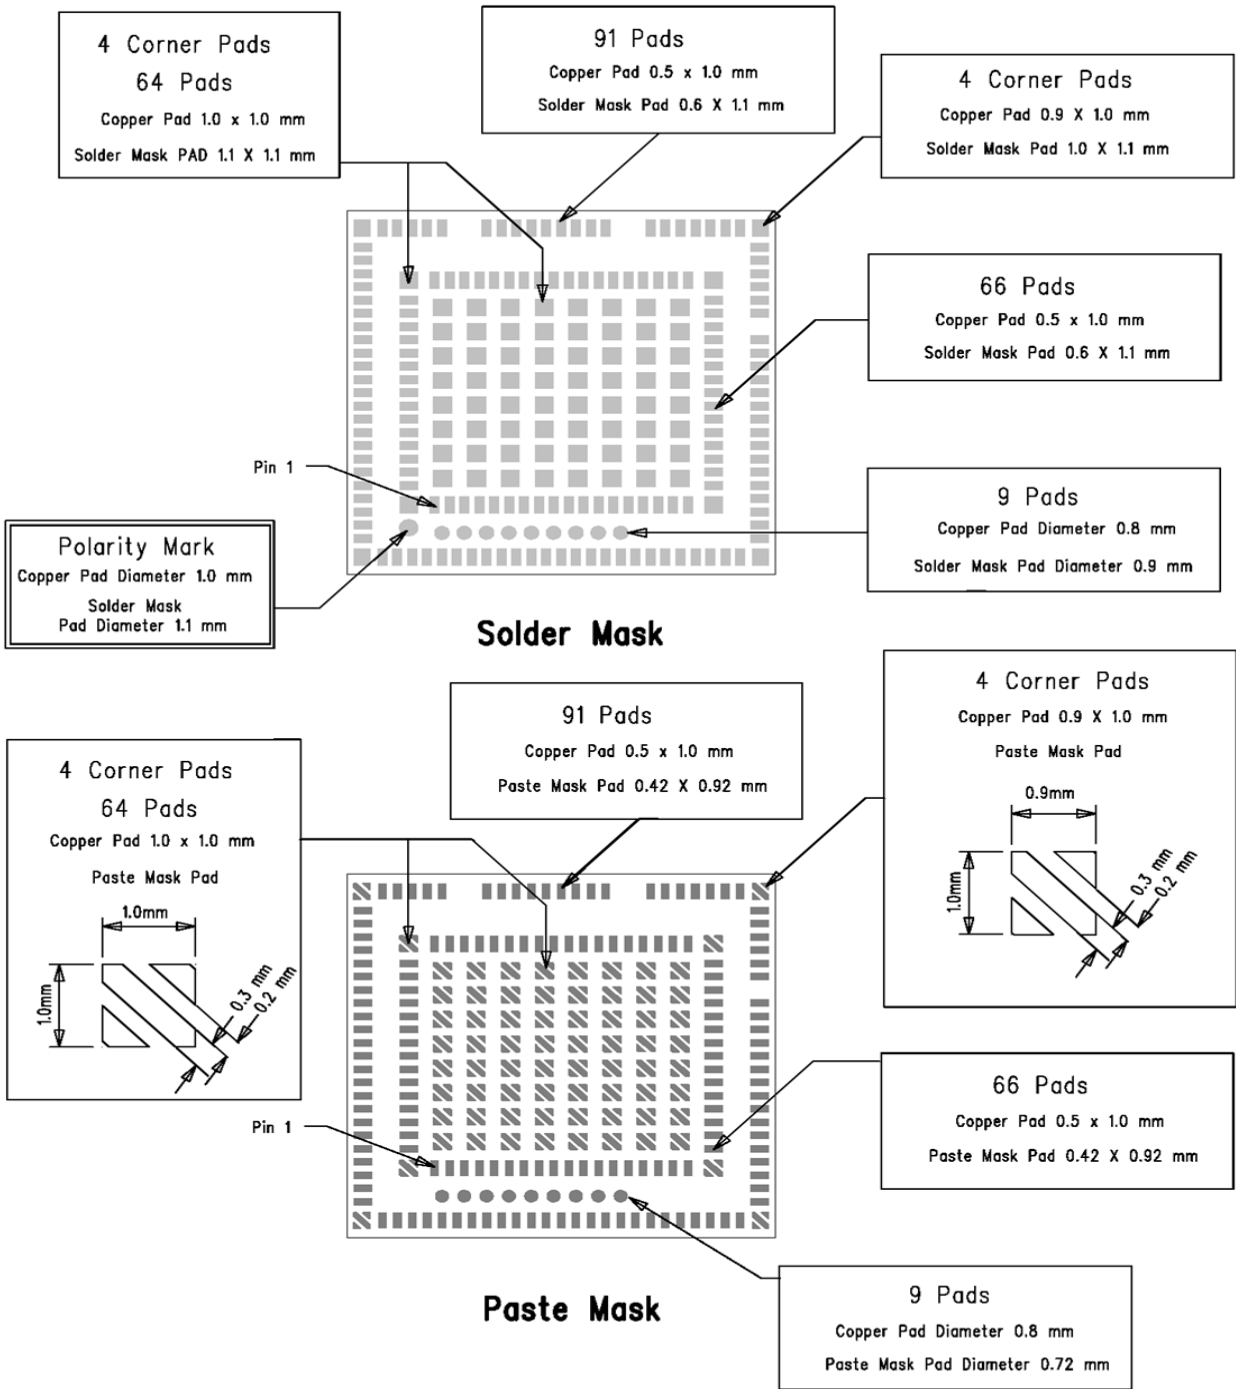 4 Corner Pads
64 Pads
Copper Pad 1.0 x 1.0 mm
Solder Mask PAD 1.1 X 1.1 mm
91 Pads
Copper Pad 0.5 x 1.0 mm
Solder Mask Pad 0.6 X 1.1 mm
4 Corner Pads
Copper Pad 0.9 X 1.0 mm
Solder Mask Pad 1.0 X 1.1 mm
66 Pads
Copper Pad 0.5 x 1.0 mm
Solder Mask Pad 0.6 X 1.1 mm
Pin 1
9 Pads
Copper Pad Diameter 0.8 mm
Solder Mask Pad Diameter 0.9 mm
Polarity Mark
Copper Pad Diameter 1.0 mm
Solder Mask
Pad Diameter 1.1 mm
Solder Mask
4 Corner Pads
64 Pads
Copper Pad 1.0 x 1.0 mm
Paste Mask Pad
1.0mm
1.0mm
0.3 mm
0.2 mm
91 Pads
Copper Pad 0.5 x 1.0 mm
Paste Mask Pad 0.42 X 0.92 mm
4 Corner Pads
Copper Pad 0.9 X 1.0 mm
Paste Mask Pad
0.9mm
1.0mm
0.3 mm
0.2 mm
66 Pads
Copper Pad 0.5 x 1.0 mm
Paste Mask Pad 0.42 X 0.92 mm
Pin 1
9 Pads
Copper Pad Diameter 0.8 mm
Paste Mask Pad Diameter 0.72 mm
Paste Mask